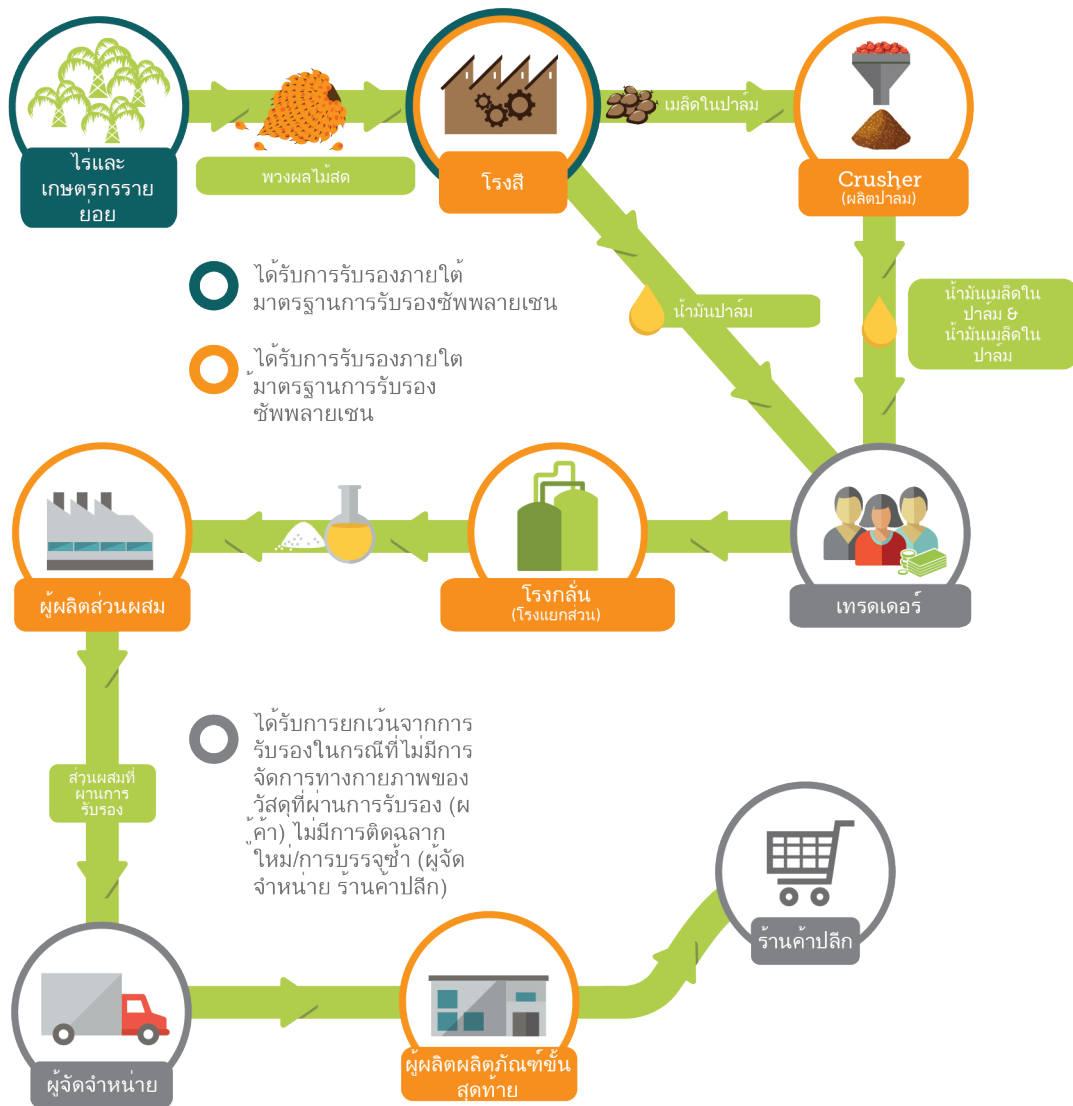 ไร่และ
เกษตรกรราย
ย่อย
พวงผลไม้สด
โรงสี
เมล็ดในปาล์ม
Crusher
(ผลิตปาล์ม)
ได้รับการรับรองภายใต้
มาตรฐานการรับรองซัพพลายเชน
น้ำมันปาล์ม
น้ำมันเมล็ดใน
ปาล์ม &
น้ำมันเมล็ดใน
ปาล์ม
ได้รับการรับรองภายใต
้มาตรฐานการรับรอง
ซัพพลายเชน
ผู้ผลิตส่วนผสม
โรงกลั่น
(โรงแยกส่วน)
เทรดเดอร์
ได้รับการยกเว้นจากการ
รับรองในกรณีที่ไม่มีการ
จัดการทางกายภาพของ
วัสดุที่ผ่านการรับรอง (ผ
ู้ค้า) ไม่มีการติดฉลาก
ใหม่/การบรรจุซ้ำ (ผู้จัด
จำหน่าย ร้านค้าปลีก)
ส่วนผสมที่
ผ่านการ
รับรอง
ร้านค้าปลีก
ผู้จัดจำหน่าย
ผู้ผลิตผลิตภัณฑ์ขั้น
สุดท้าย